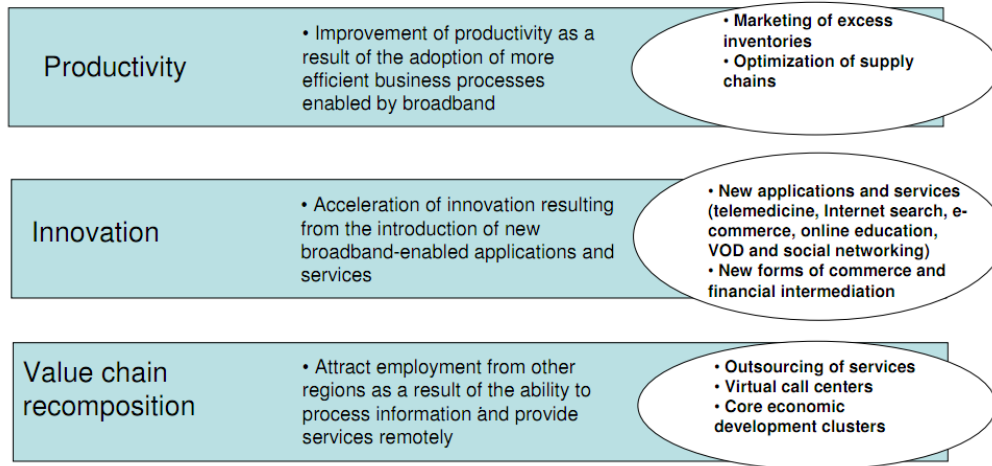 Productivity
• Improvement of productivity as a
result of the adoption of more
efficient business processes
enabled by broadband
• Marketing of excess
inventories
• Optimization of supply
chains
Innovation
• Acceleration of innovation resulting
from the introduction of new
broadband-enabled applications and
services
• New applications and services
(telemedicine, Internet search, e-
commerce, online education,
VOD and social networking)
• New forms of commerce and
financial intermediation
Value chain
recomposition
• Attract employment from other
regions as a result of the ability to
process information and provide
services remotely
• Outsourcing of services
• Virtual call centers
• Core economic
development clusters